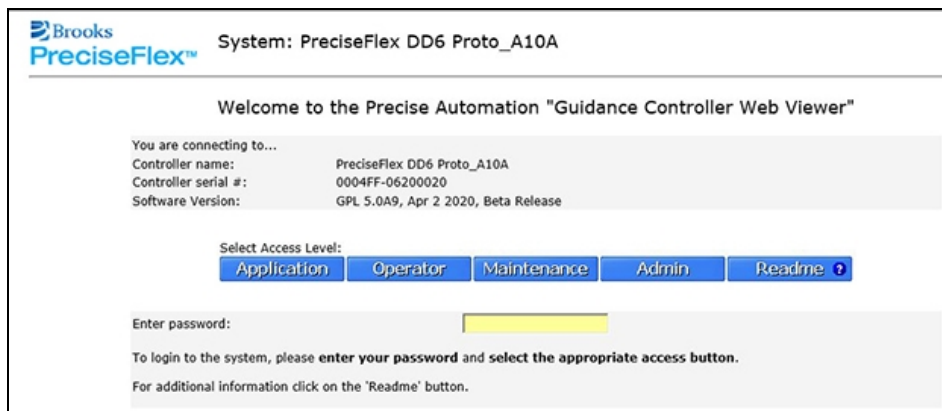 Brooks
PreciseFlex™
System: PreciseFlex DD6 Proto_A10A
Welcome to the Precise Automation "Guidance Controller Web Viewer"
You are connecting to...
Controller name: PreciseFlex DD6 Proto_A10A
Controller serial #: 0004FF-06200020
Software Version: GPL 5.0A9, Apr 2 2020, Beta Release
Select Access Level:
Application Operator Maintenance Admin Readme ?
Enter password:
To login to the system, please enter your password and select the appropriate access button.
For additional information click on the 'Readme' button.